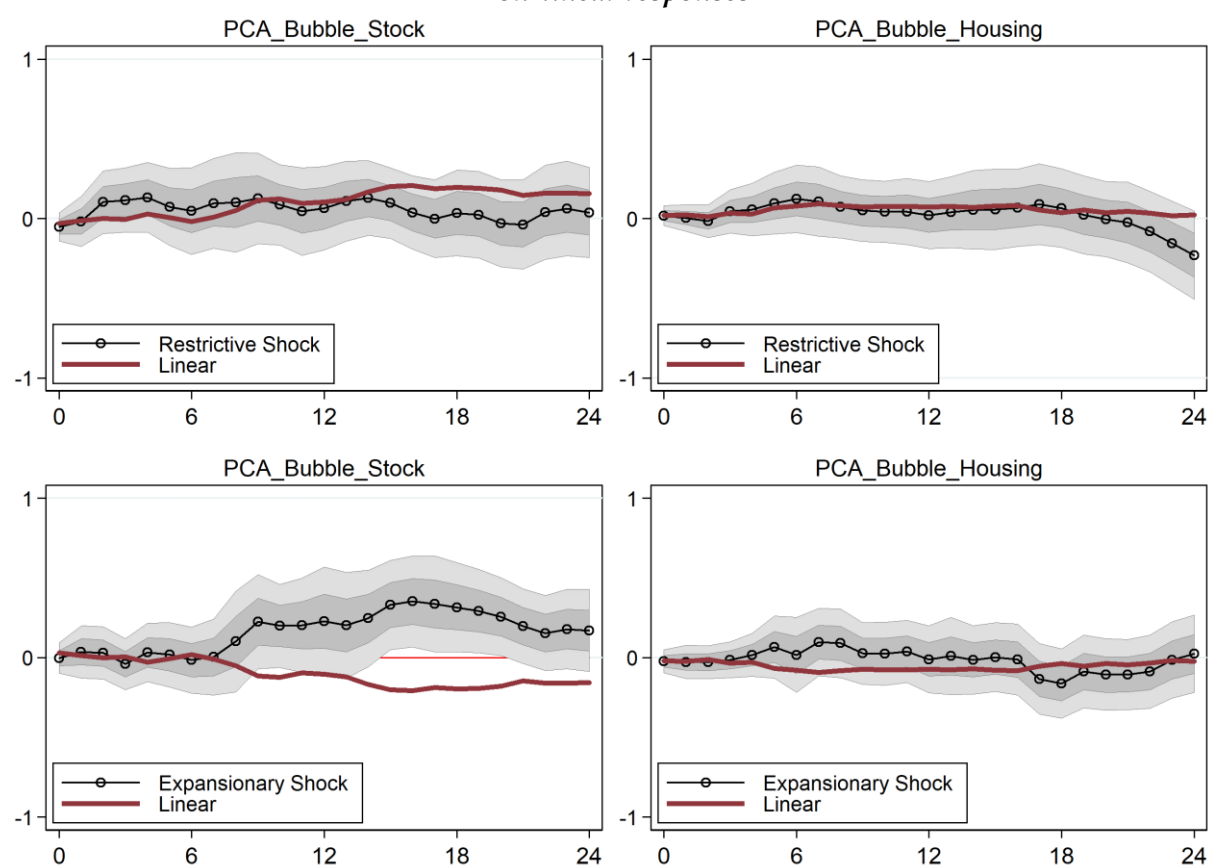 PCA_Bubble_Stock
1
0
-1
Restrictive Shock
Linear
0 6 12 18 24
PCA_Bubble_Housing
1
0
-1
Restrictive Shock
Linear
0 6 12 18 24
PCA_Bubble_Stock
1
0
-1
Expansionary Shock
Linear
0 6 12 18 24
PCA_Bubble_Housing
1
0
-1
Expansionary Shock
Linear
0 6 12 18 24